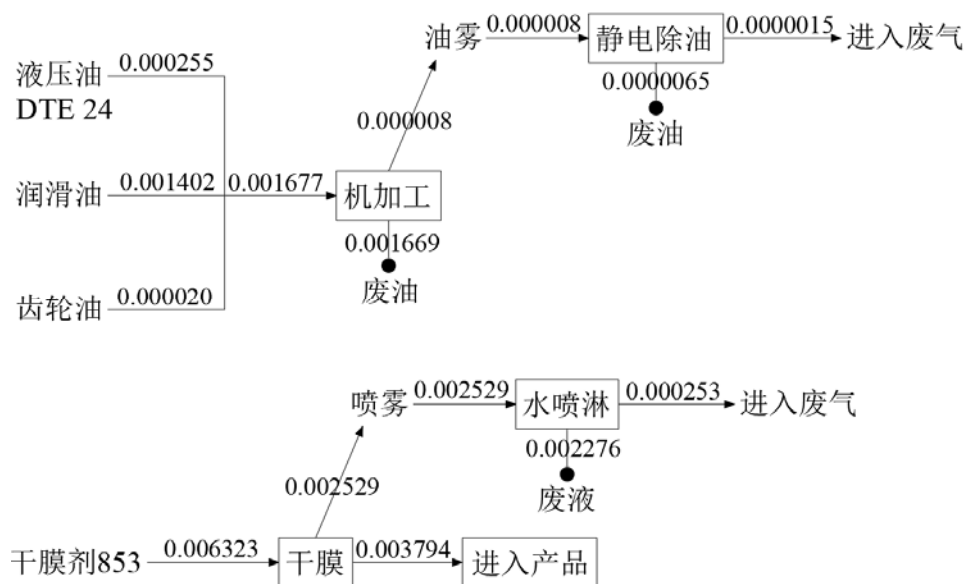 油雾 0.000008 静电除油 0.0000015 进入废气
0.0000065
废油
液压油 0.000255
DTE 24
0.000008
润滑油 0.001402 0.001677 机加工
0.001669
废油
齿轮油 0.000020
喷雾 0.002529 水喷淋 0.000253 进入废气
0.002276
废液
0.002529
干膜剂853 0.006323 干膜 0.003794 进入产品